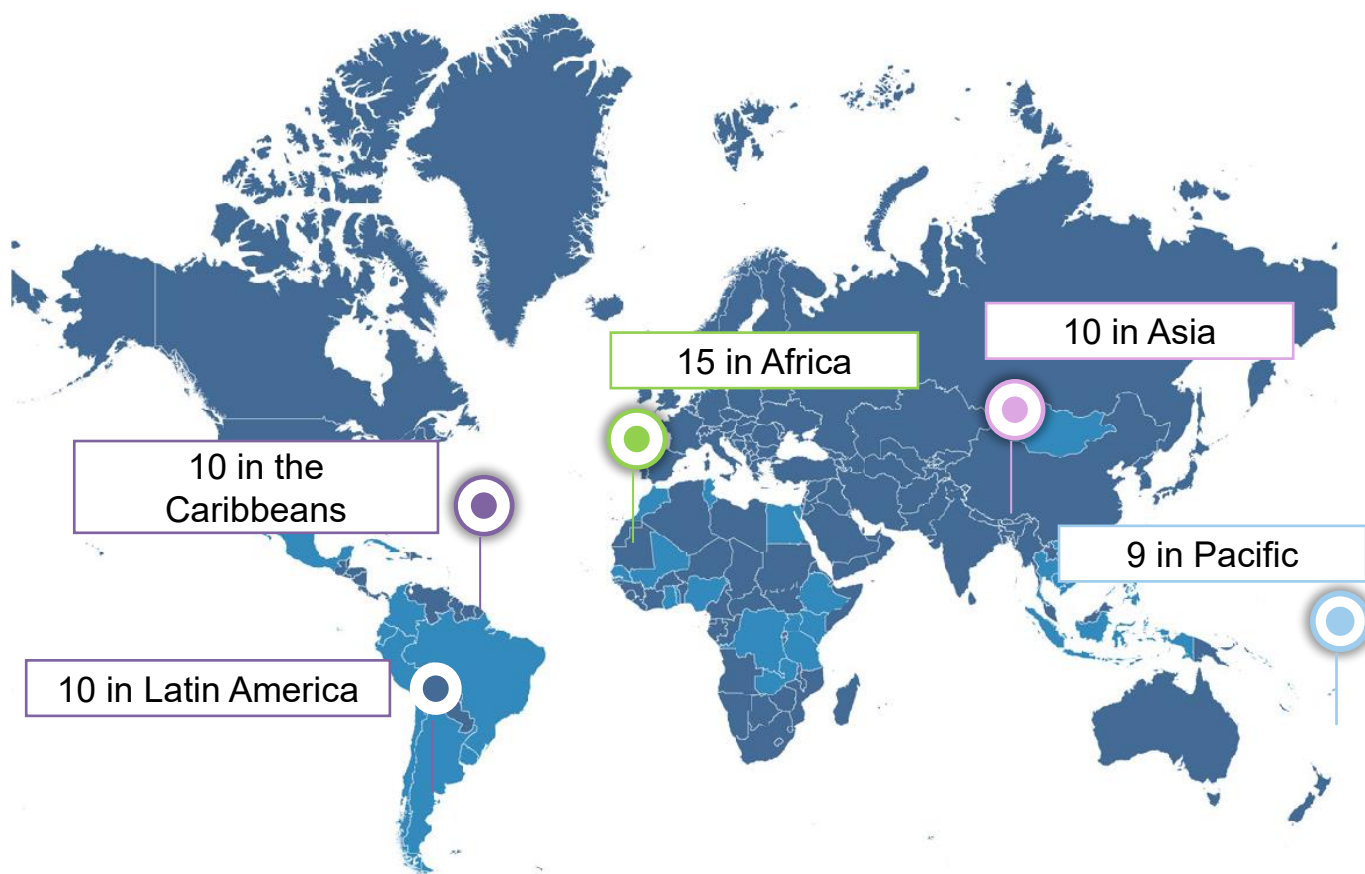 10 in Asia
15 in Africa
10 in the
Caribbeans
9 in Pacific
10 in Latin America